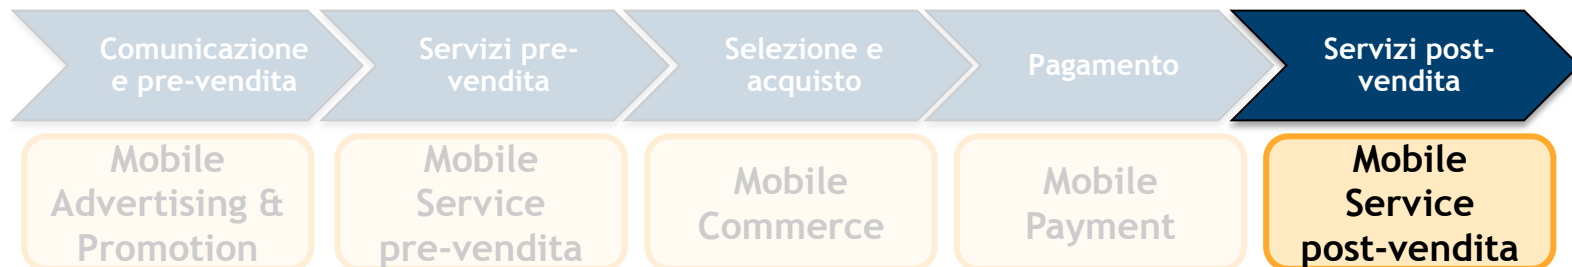 Comunicazione
e pre-vendita
Servizi pre-
vendita
Selezione e
acquisto
Pagamento
Servizi post-
vendita
Mobile
Advertising &
Promotion
Mobile
Service
pre-vendita
Mobile
Commerce
Mobile
Payment
Mobile
Service
post-vendita